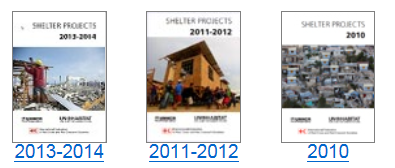 SHELTER PROJECTS
2013-2014
SHELTER PROJECTS
2011-2012
SHELTER PROJECTS
2010
UN-HABITAT
UN-HABITAT
UN-HABITAT
2013-2014
2011-2012
2010